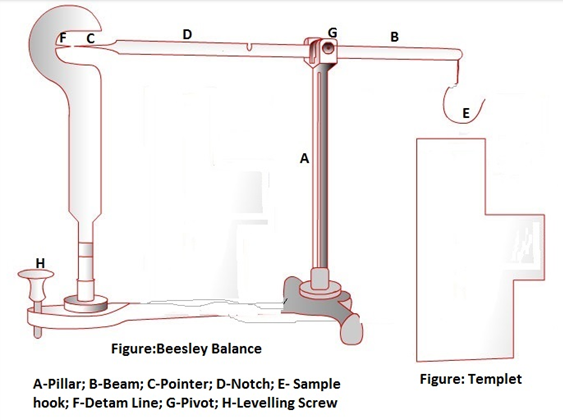 F C D G B
E
A
H
Figure:Beesley Balance
A-Pillar; B-Beam; C-Pointer; D-Notch; E- Sample
hook; F-Detam Line; G-Pivot; H-Levelling Screw
Figure: Templet